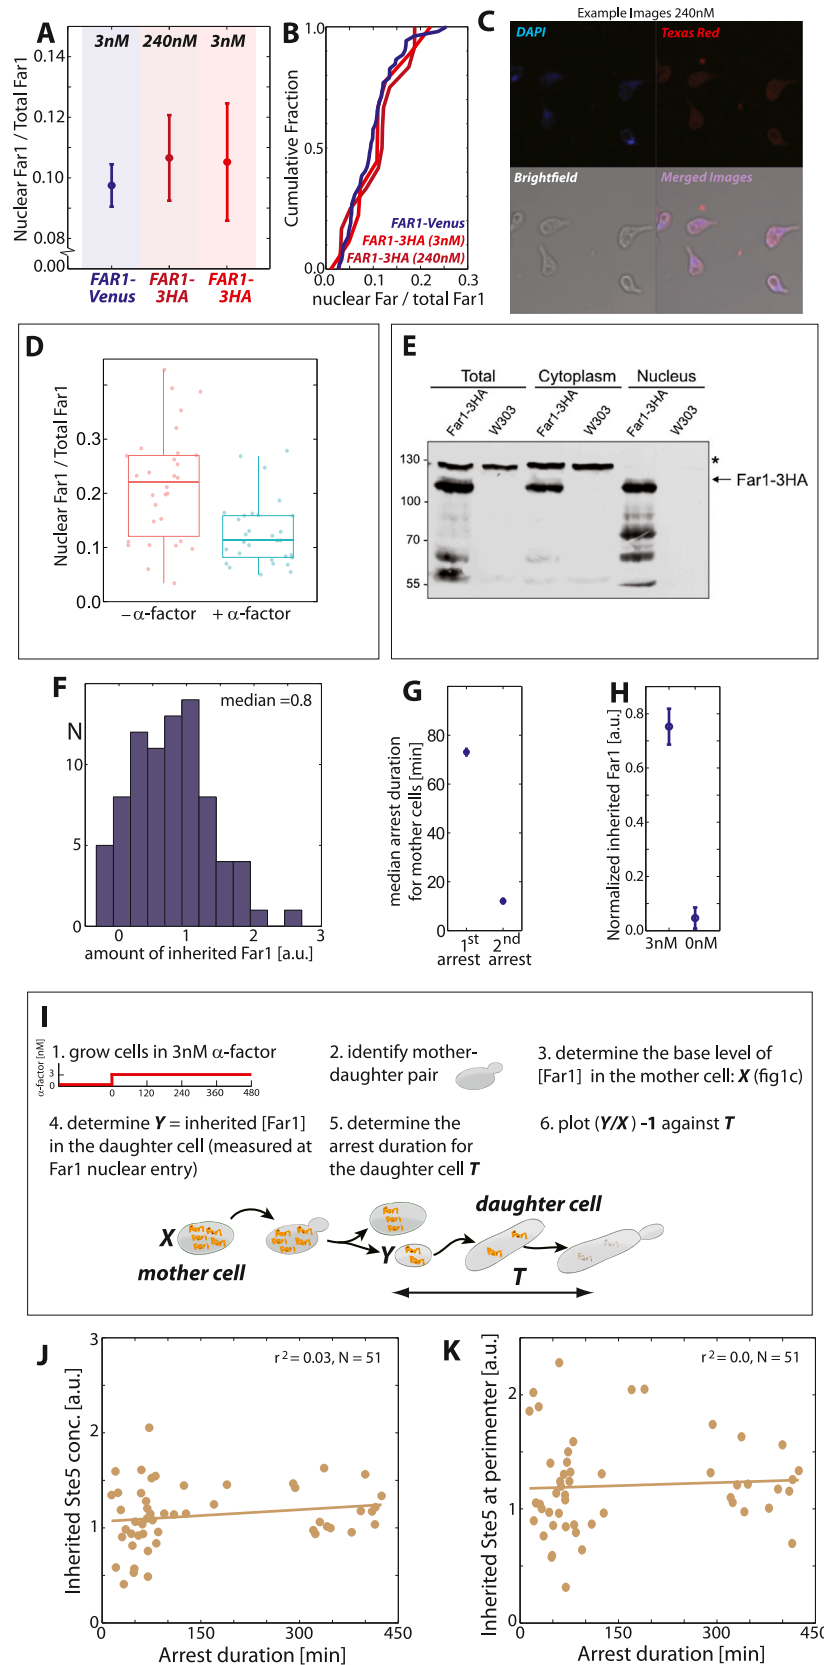 Example Images 240nM
A
3nM 240nM 3nM
0.14
0.12
0.10
0.08
0.00
Nuclear Far1 / Total Far1
FAR1-Venus
FAR1-3HA
FAR1-3HA
B
1.0
0.5
0.0
Cumulative Fraction
FAR1-Venus
FAR1-3HA (3nM)
FAR1-3HA (240nM)
0 0.1 0.2 0.3
nuclear Far / total Far1
C
DAPI
Texas Red
Brightfield
Merged Images
D
Nuclear Far1 / Total Far1
0.3
0.2
0.1
0.0
– α-factor + α-factor
E
Total Cytoplasm Nucleus
Far1-3HA W303 Far1-3HA W303 Far1-3HA W303
130
100
70
55
*
Far1-3HA
F
median =0.8
N
10
5
0
0 1 2 3
amount of inherited Far1 [a.u.]
G
median arrest duration
for mother cells [min]
80
60
40
20
0
1st arrest
2nd arrest
H
Normalized inherited Far1 [a.u.]
0.8
0.6
0.4
0.2
0.0
3nM 0nM
I
1. grow cells in 3nM α-factor
α-factor [nM]
3
0
0 120 240 360 480
2. identify mother-
daughter pair
3. determine the base level of
[Far1] in the mother cell: X (fig1c)
4. determine Y = inherited [Far1]
in the daughter cell (measured at
Far1 nuclear entry)
5. determine the
arrest duration for
the daughter cell T
6. plot (Y/X) -1 against T
daughter cell
X
mother cell
Y
T
Far1
J
r2 = 0.03, N = 51
Inherited Ste5 conc. [a.u.]
3
2
1
0
0 150 300 450
Arrest duration [min]
K
r2 = 0.0, N = 51
Inherited Ste5 at perimenter [a.u.]
2
1
0
0 150 300 450
Arrest duration [min]